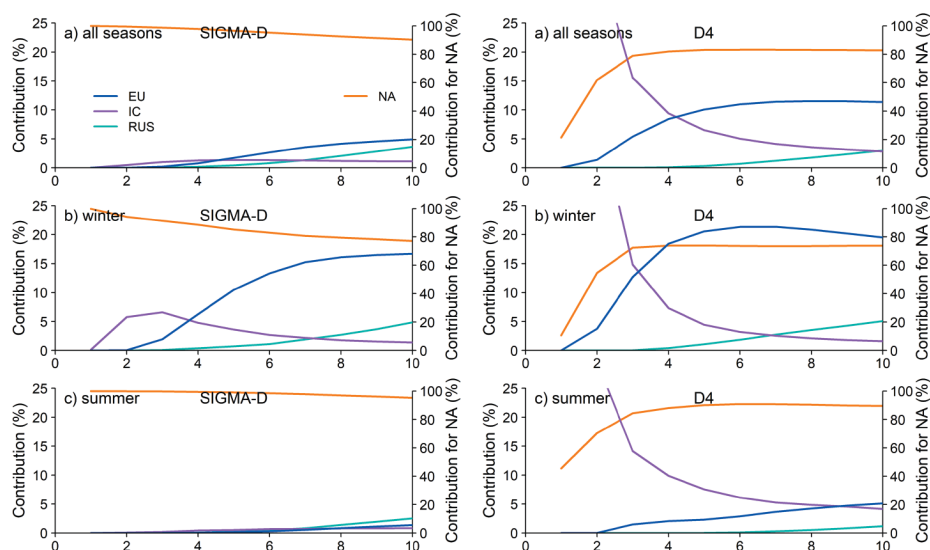 a) all seasons SIGMA-D
Contribution (%)
25
20
15
10
5
0
EU
IC
RUS
NA
100
80
60
40
20
0
Contribution for NA (%)
0 2 4 6 8 10
a) all seasons D4
Contribution (%)
25
20
15
10
5
0
100
80
60
40
20
0
Contribution for NA (%)
0 2 4 6 8 10
b) winter SIGMA-D
Contribution (%)
25
20
15
10
5
0
100
80
60
40
20
0
Contribution for NA (%)
0 2 4 6 8 10
b) winter D4
Contribution (%)
25
20
15
10
5
0
100
80
60
40
20
0
Contribution for NA (%)
0 2 4 6 8 10
c) summer SIGMA-D
Contribution (%)
25
20
15
10
5
0
100
80
60
40
20
0
Contribution for NA (%)
0 2 4 6 8 10
c) summer D4
Contribution (%)
25
20
15
10
5
0
100
80
60
40
20
0
Contribution for NA (%)
0 2 4 6 8 10